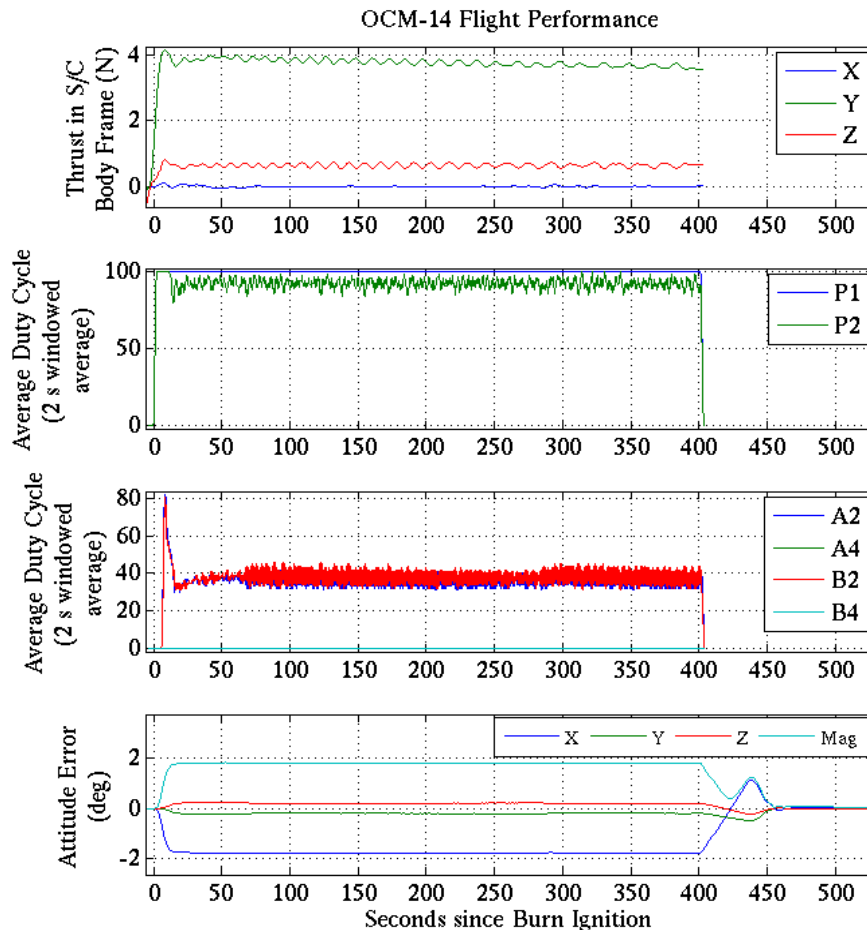 OCM-14 Flight Performance
Thrust in S/C
Body Frame (N)
4
2
0
X
Y
Z
0 50 100 150 200 250 300 350 400 450 500
Average Duty Cycle
(2 s windowed
average)
100
50
0
P1
P2
0 50 100 150 200 250 300 350 400 450 500
Average Duty Cycle
(2 s windowed
average)
80
60
40
20
0
A2
A4
B2
B4
0 50 100 150 200 250 300 350 400 450 500
Attitude Error
(deg)
2
0
-2
X Y Z Mag
0 50 100 150 200 250 300 350 400 450 500
Seconds since Burn Ignition